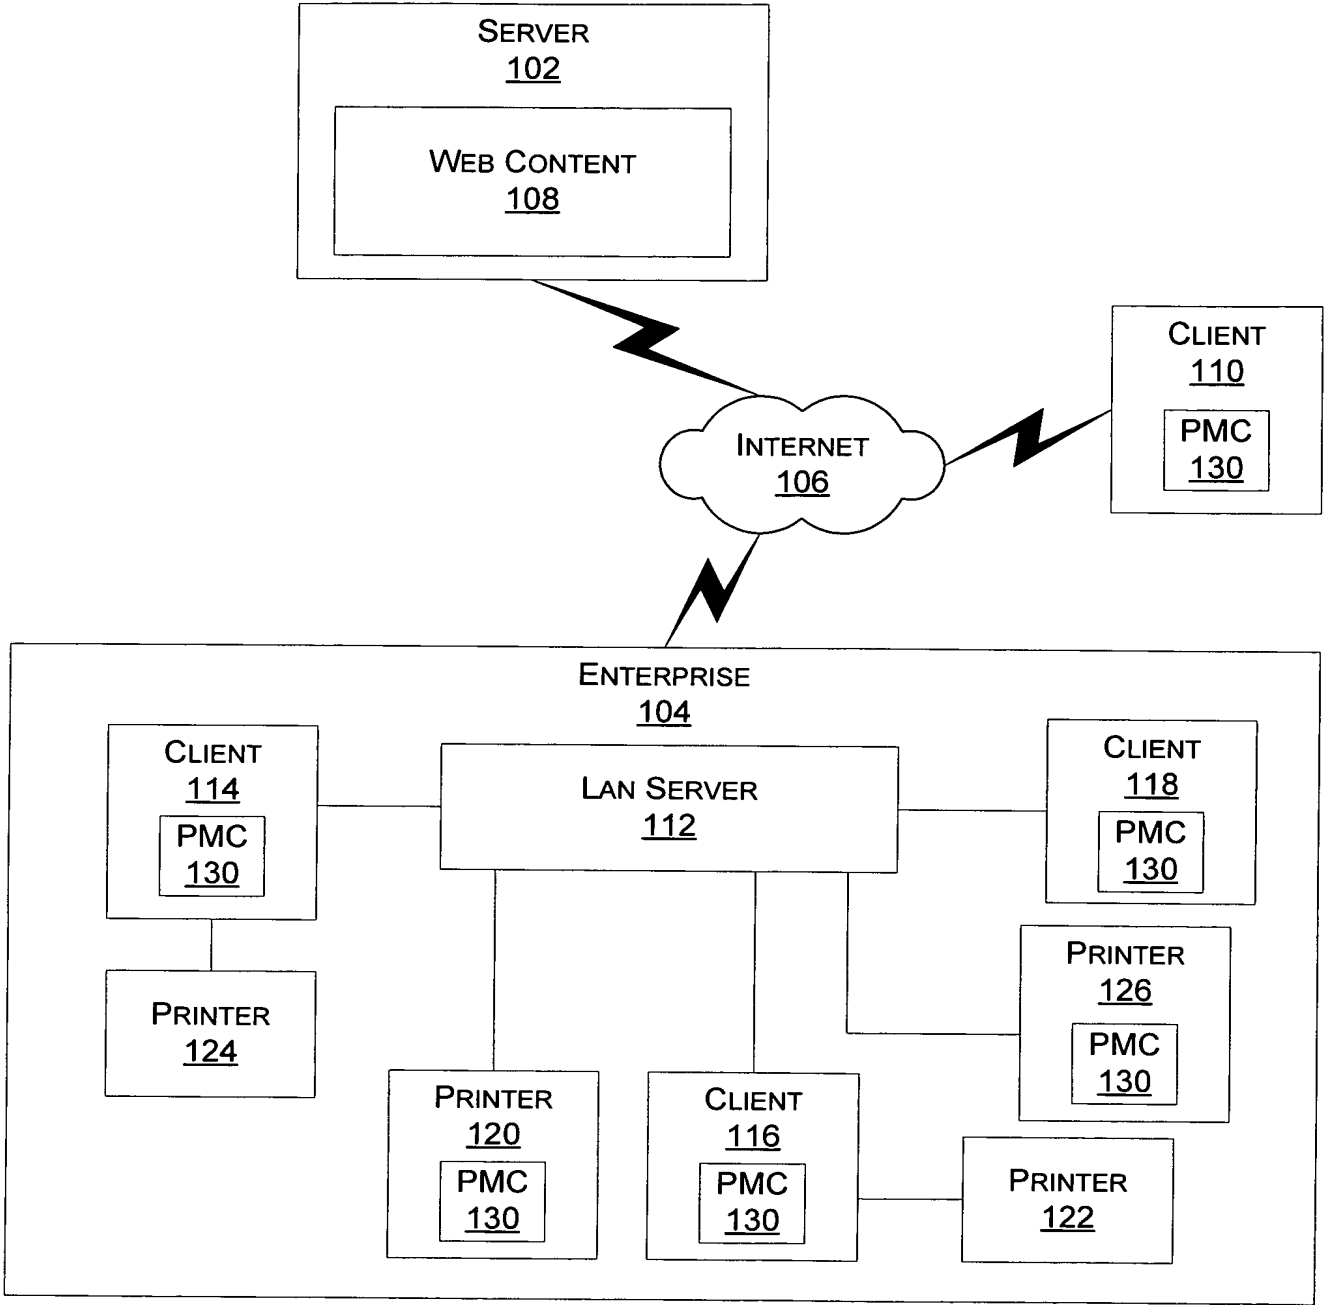 SERVER
102
WEB CONTENT
108
CLIENT
110
PMC
130
INTERNET
106
ENTERPRISE
104
CLIENT
114
PMC
130
LAN SERVER
112
CLIENT
118
PMC
130
PRINTER
124
PRINTER
126
PMC
130
PRINTER
120
PMC
130
CLIENT
116
PMC
130
PRINTER
122